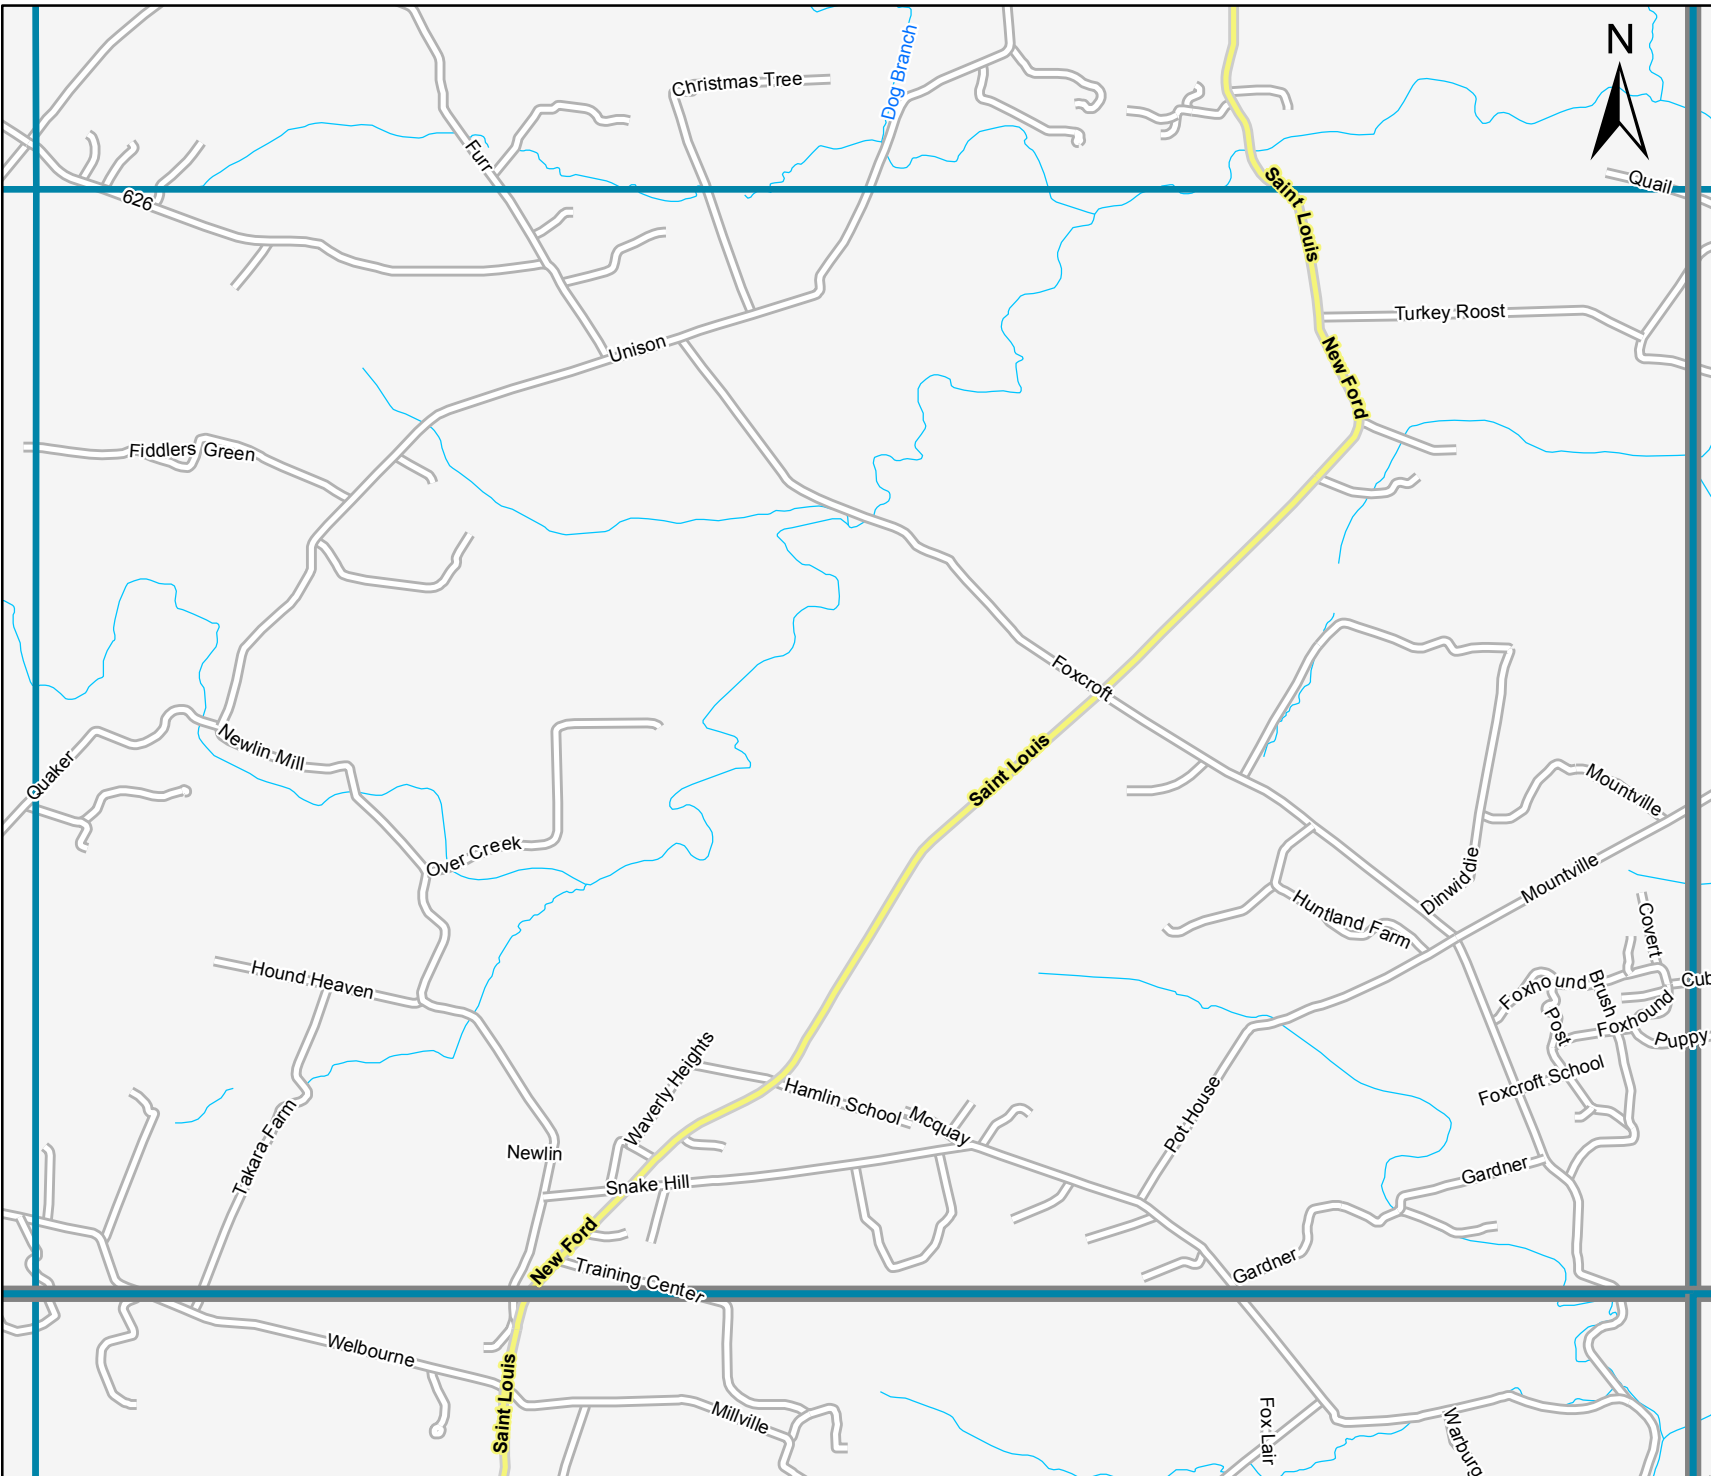 N
Christmas Tree
Dog Branch
Furr
626
Saint Louis
Quail
Turkey Roost
Unison
New Ford
Fiddlers Green
Foxcroft
Newlin Mill
Quaker
Saint Louis
Mountville
Over Creek
Dinwiddie
Mountville
Huntland Farm
Covert
Hound Heaven
Foxhound
Brush
Cub
Post
Foxhound
Puppy
Waverly Heights
Hamlin School
Mcquay
Foxcroft School
Pot House
Takara Farm
Newlin
Snake Hill
Gardner
New Ford
Training Center
Gardner
Welbourne
Saint Louis
Millville
Fox Lair
Warburg